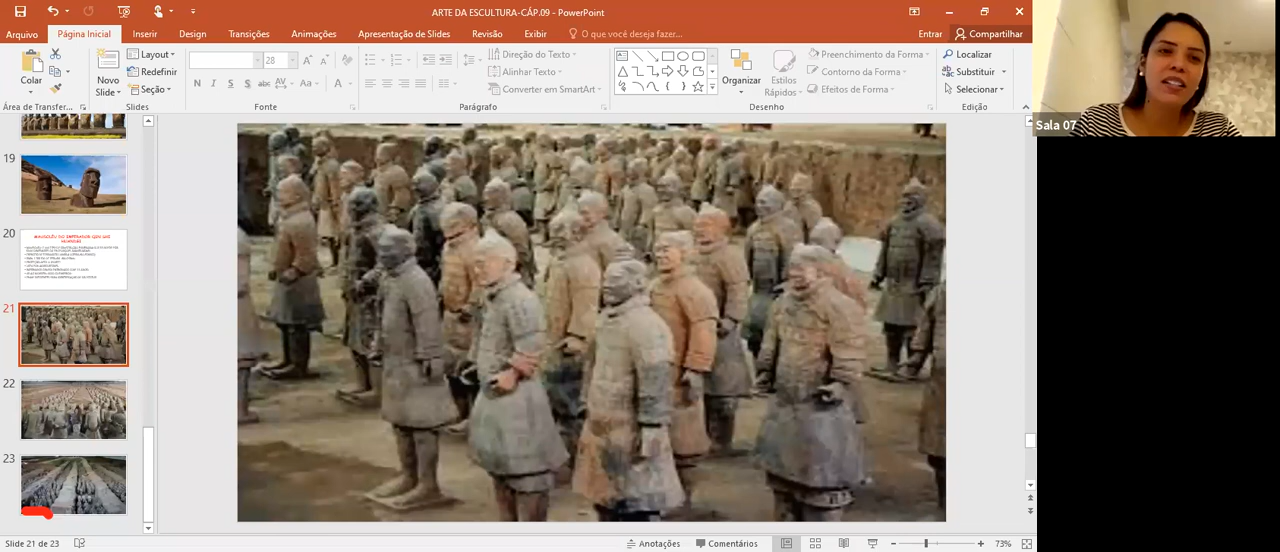 ARTE DA ESCULTURA-CÁP.09 - PowerPoint
Arquivo Página Inicial Inserir Design Transições Animações Apresentação de Slides Revisão Exibir O que você deseja fazer... Entrar Compartilhar
Colar
Novo
Slide
Layout
Redefinir
Seção
28
N I S S abc AV Aa A
Direção do Texto
Alinhar Texto
Converter em SmartArt
Organizar
Estilos
Rápidos
Preenchimento da Forma
Contorno da Forma
Efeitos de Forma
Localizar
Substituir
Selecionar
Área de Transfer... Slides Fonte Parágrafo Desenho Edição
Sala 07
19
20
21
22
23
Slide 21 de 23
Anotações Comentários 73%